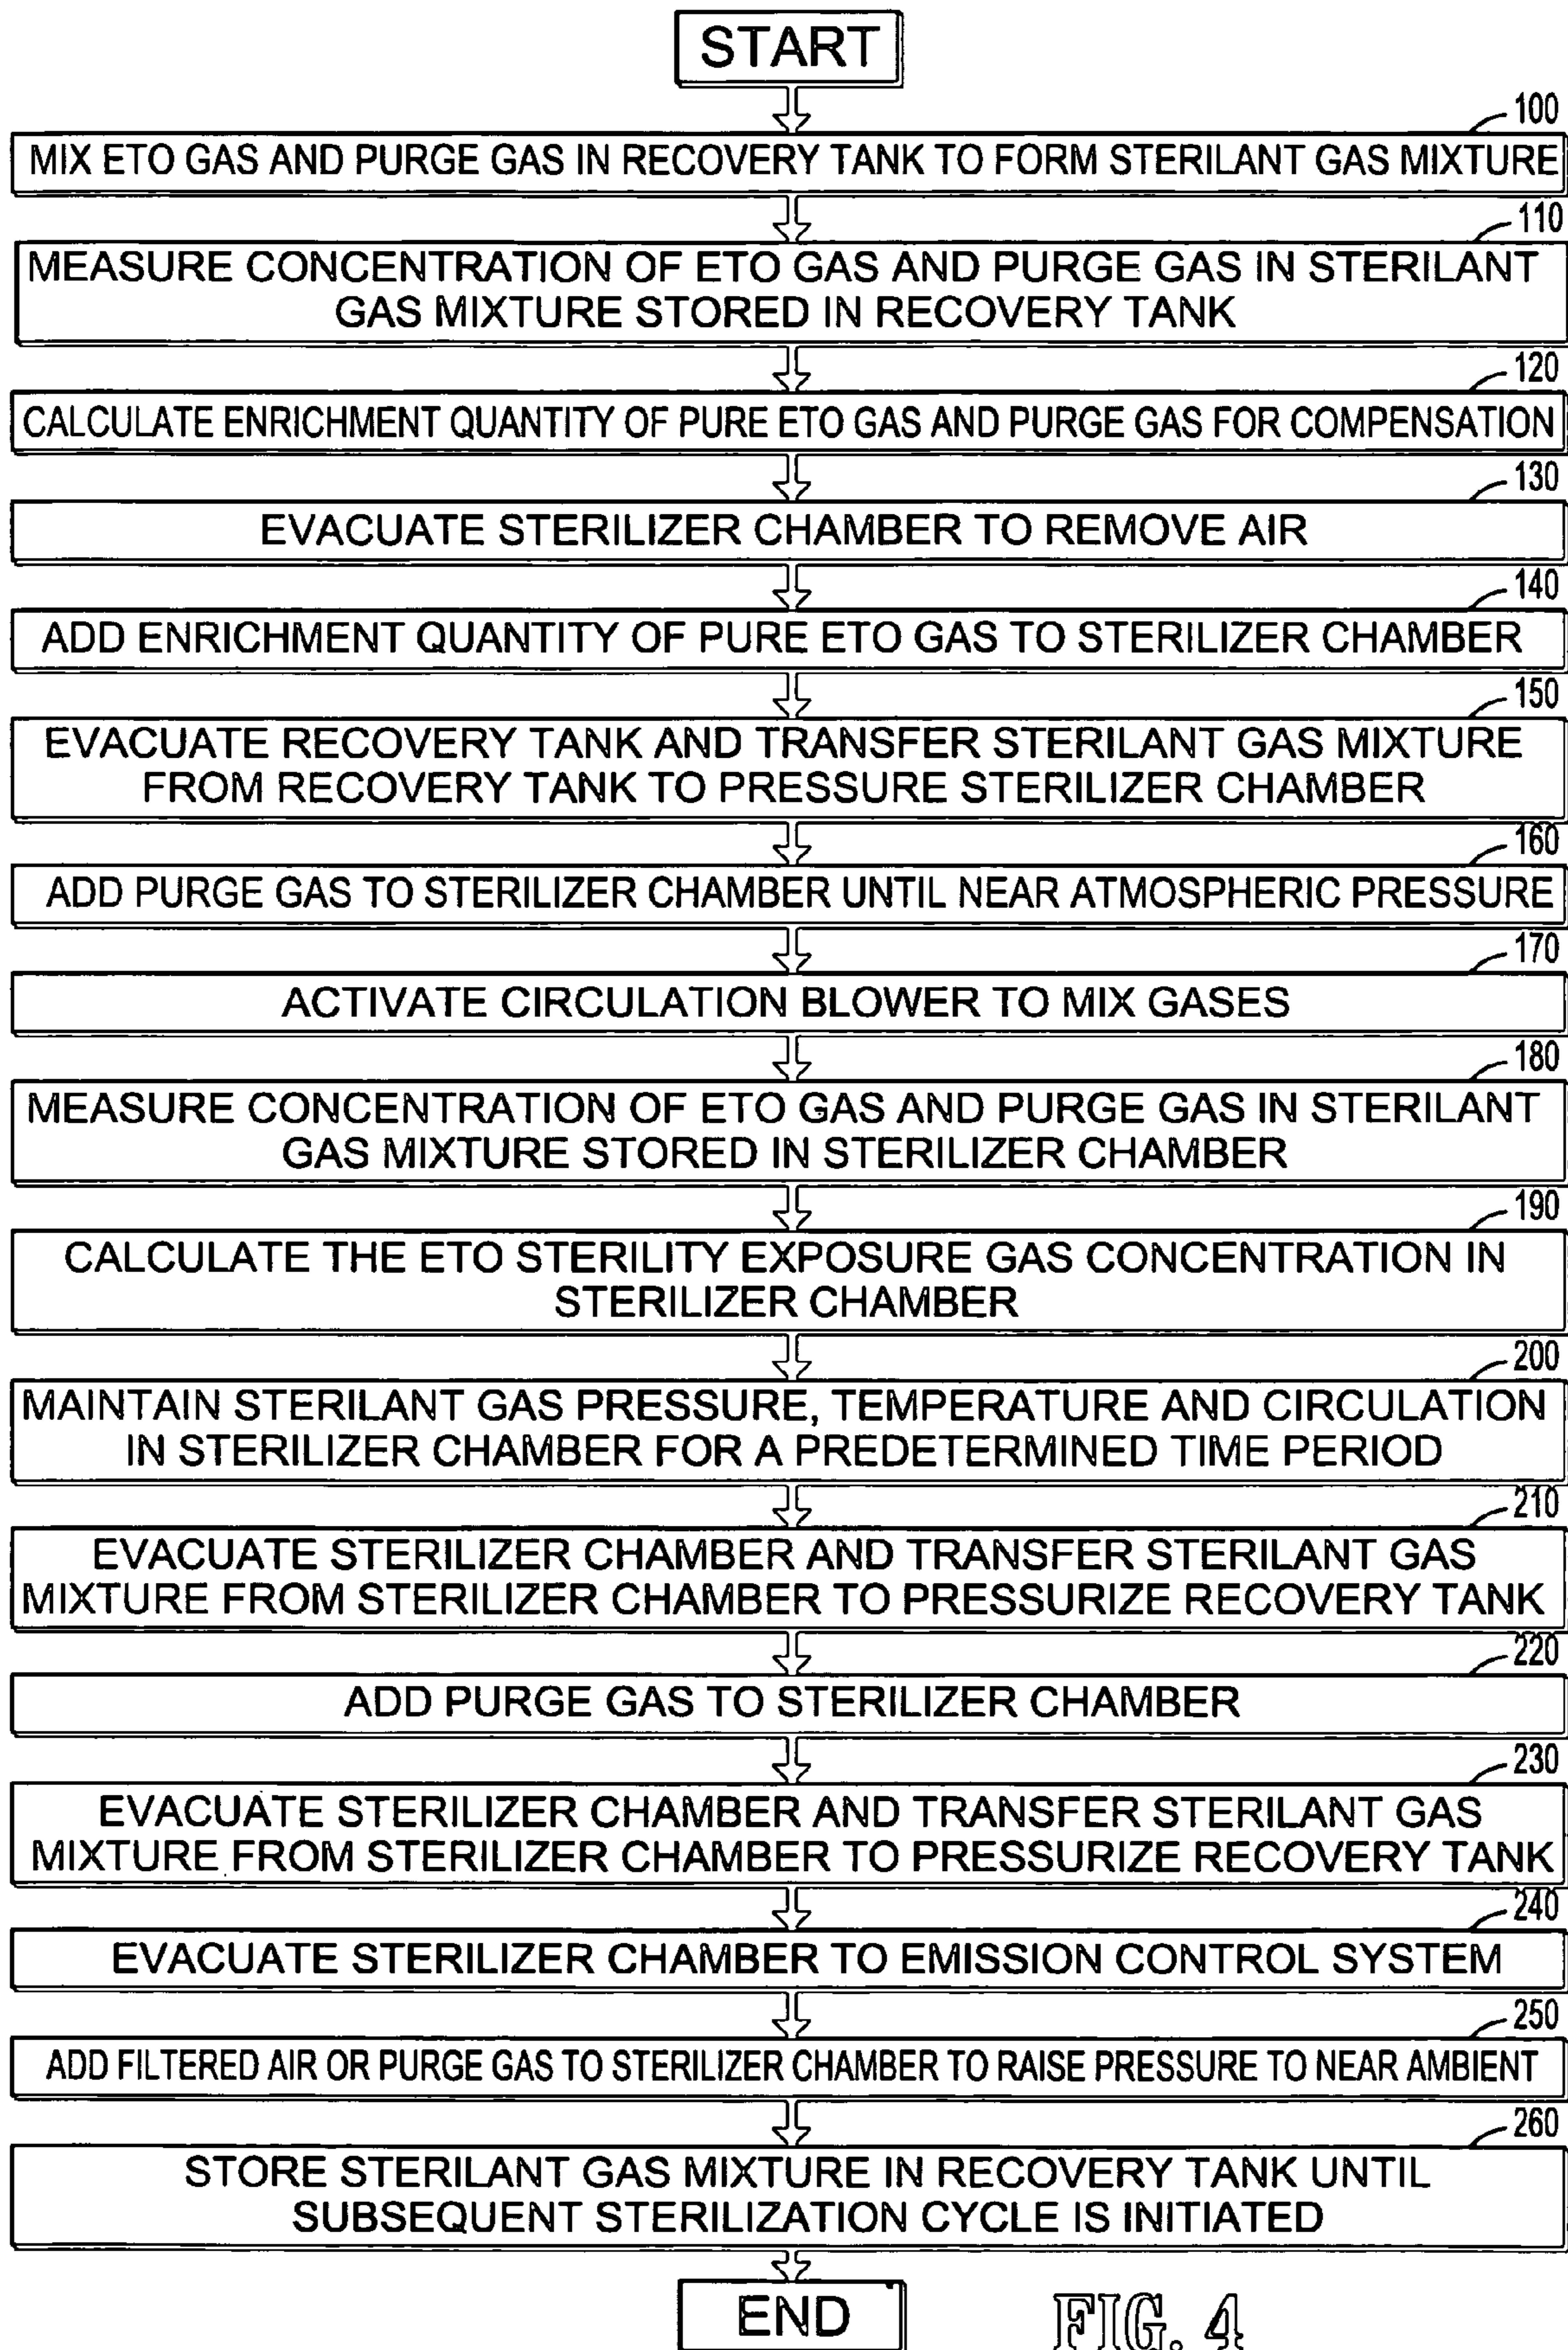 START
100
MIX ETO GAS AND PURGE GAS IN RECOVERY TANK TO FORM STERILANT GAS MIXTURE
110
MEASURE CONCENTRATION OF ETO GAS AND PURGE GAS IN STERILANT
GAS MIXTURE STORED IN RECOVERY TANK
120
CALCULATE ENRICHMENT QUANTITY OF PURE ETO GAS AND PURGE GAS FOR COMPENSATION
130
EVACUATE STERILIZER CHAMBER TO REMOVE AIR
140
ADD ENRICHMENT QUANTITY OF PURE ETO GAS TO STERILIZER CHAMBER
150
EVACUATE RECOVERY TANK AND TRANSFER STERILANT GAS MIXTURE
FROM RECOVERY TANK TO PRESSURE STERILIZER CHAMBER
160
ADD PURGE GAS TO STERILIZER CHAMBER UNTIL NEAR ATMOSPHERIC PRESSURE
170
ACTIVATE CIRCULATION BLOWER TO MIX GASES
180
MEASURE CONCENTRATION OF ETO GAS AND PURGE GAS IN STERILANT
GAS MIXTURE STORED IN STERILIZER CHAMBER
190
CALCULATE THE ETO STERILITY EXPOSURE GAS CONCENTRATION IN
STERILIZER CHAMBER
200
MAINTAIN STERILANT GAS PRESSURE, TEMPERATURE AND CIRCULATION
IN STERILIZER CHAMBER FOR A PREDETERMINED TIME PERIOD
210
EVACUATE STERILIZER CHAMBER AND TRANSFER STERILANT GAS
MIXTURE FROM STERILIZER CHAMBER TO PRESSURIZE RECOVERY TANK
220
ADD PURGE GAS TO STERILIZER CHAMBER
230
EVACUATE STERILIZER CHAMBER AND TRANSFER STERILANT GAS
MIXTURE FROM STERILIZER CHAMBER TO PRESSURIZE RECOVERY TANK
240
EVACUATE STERILIZER CHAMBER TO EMISSION CONTROL SYSTEM
250
ADD FILTERED AIR OR PURGE GAS TO STERILIZER CHAMBER TO RAISE PRESSURE TO NEAR AMBIENT
260
STORE STERILANT GAS MIXTURE IN RECOVERY TANK UNTIL
SUBSEQUENT STERILIZATION CYCLE IS INITIATED
END
FIG. 4